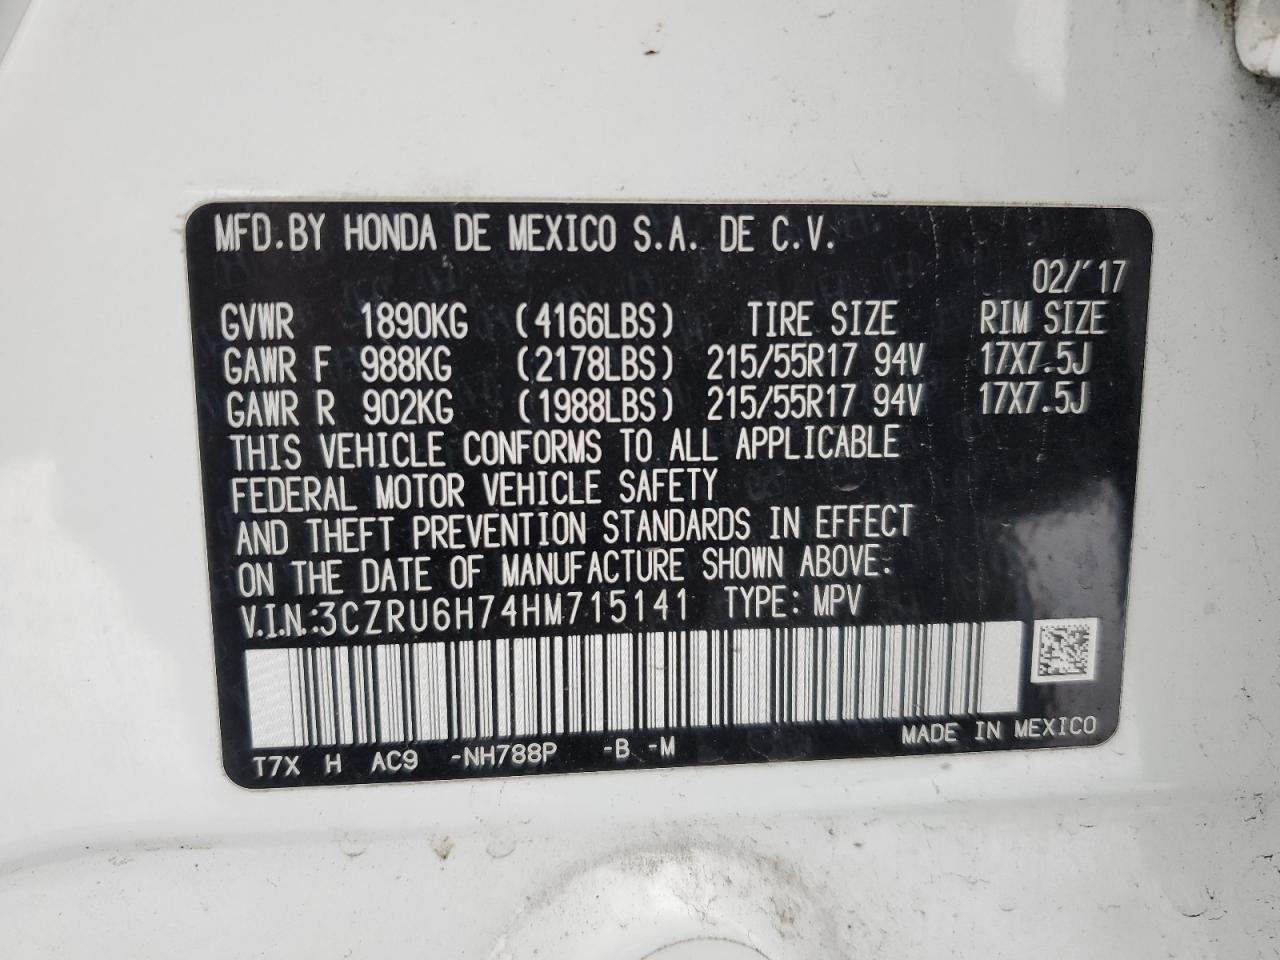 MFD.BY HONDA DE MEXICO S.A. DE C.V.
02/'17
GVWR 1890KG (4166LBS) TIRE SIZE RIM SIZE
GAWR F 988KG (2178LBS) 215/55R17 94V 17X7.5J
GAWR R 902KG (1988LBS) 215/55R17 94V 17X7.5J
THIS VEHICLE CONFORMS TO ALL APPLICABLE
FEDERAL MOTOR VEHICLE SAFETY
AND THEFT PREVENTION STANDARDS IN EFFECT
ON THE DATE OF MANUFACTURE SHOWN ABOVE.
V.I.N.:3CZRU6H74HM715141 TYPE: MPV
MADE IN MEXICO
T7X H AC9 -NH788P -B -M